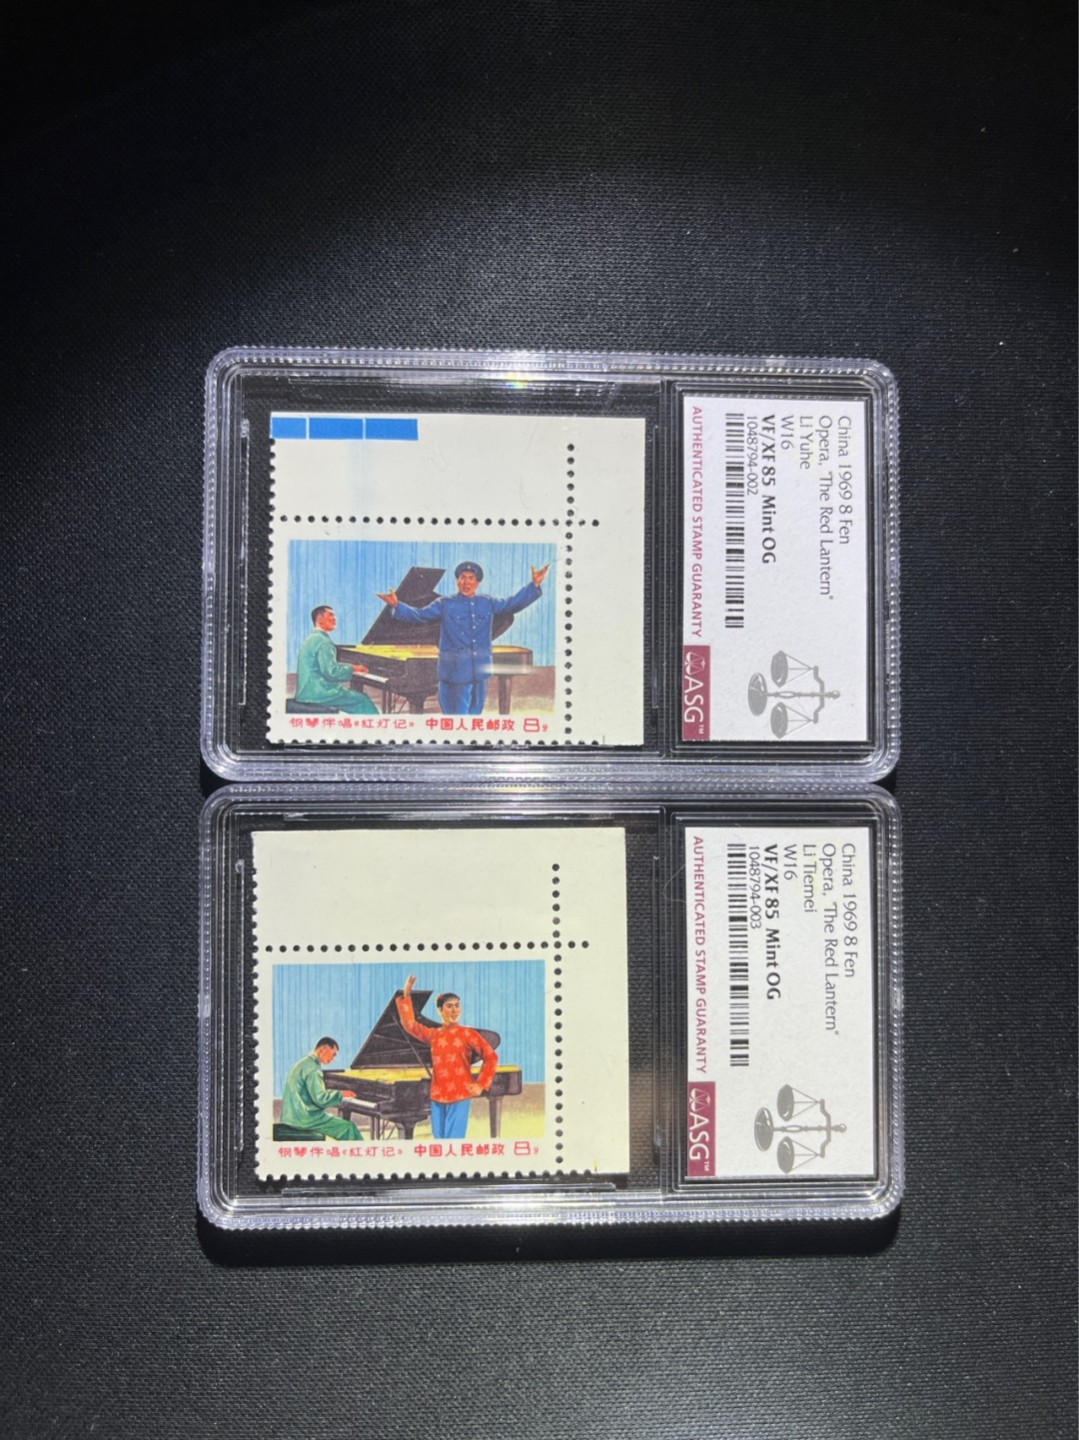 China 1969 8 Fen
Opera, "The Red Lantern"
Li Yuhe
W16
VF/XF 85 Mint OG
1048794-002
AUTHENTICATED STAMP GUARANTY
ASG™
钢琴伴唱《红灯记》 中国人民邮政 8分
China 1969 8 Fen
Opera, "The Red Lantern"
Li Tiemei
W16
VF/XF 85 Mint OG
1048794-003
AUTHENTICATED STAMP GUARANTY
ASG™
钢琴伴唱《红灯记》 中国人民邮政 8分